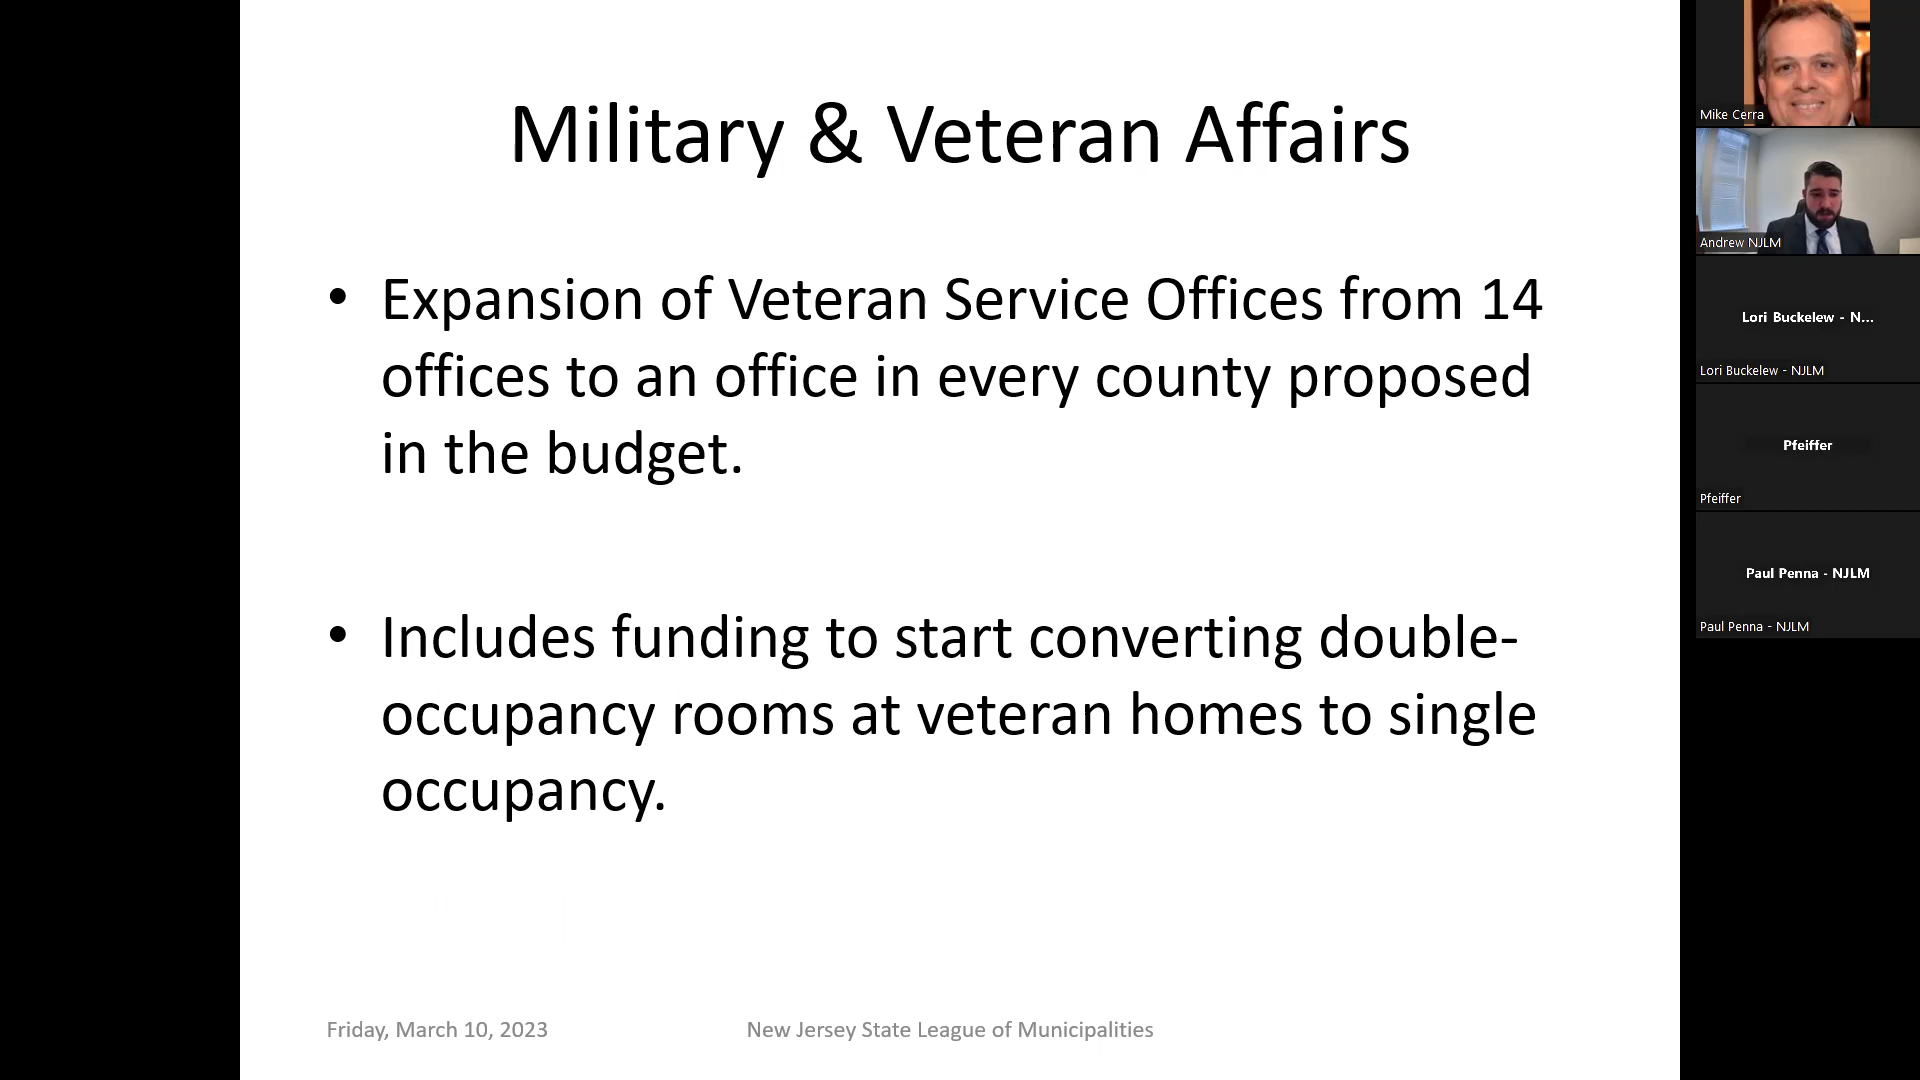 Military & Veteran Affairs
• Expansion of Veteran Service Offices from 14
offices to an office in every county proposed
in the budget.
• Includes funding to start converting double-
occupancy rooms at veteran homes to single
occupancy.
Friday, March 10, 2023
New Jersey State League of Municipalities
Mike Cerra
Andrew NJLM
Lori Buckelew - N...
Lori Buckelew - NJLM
Pfeiffer
Pfeiffer
Paul Penna - NJLM
Paul Penna - NJLM